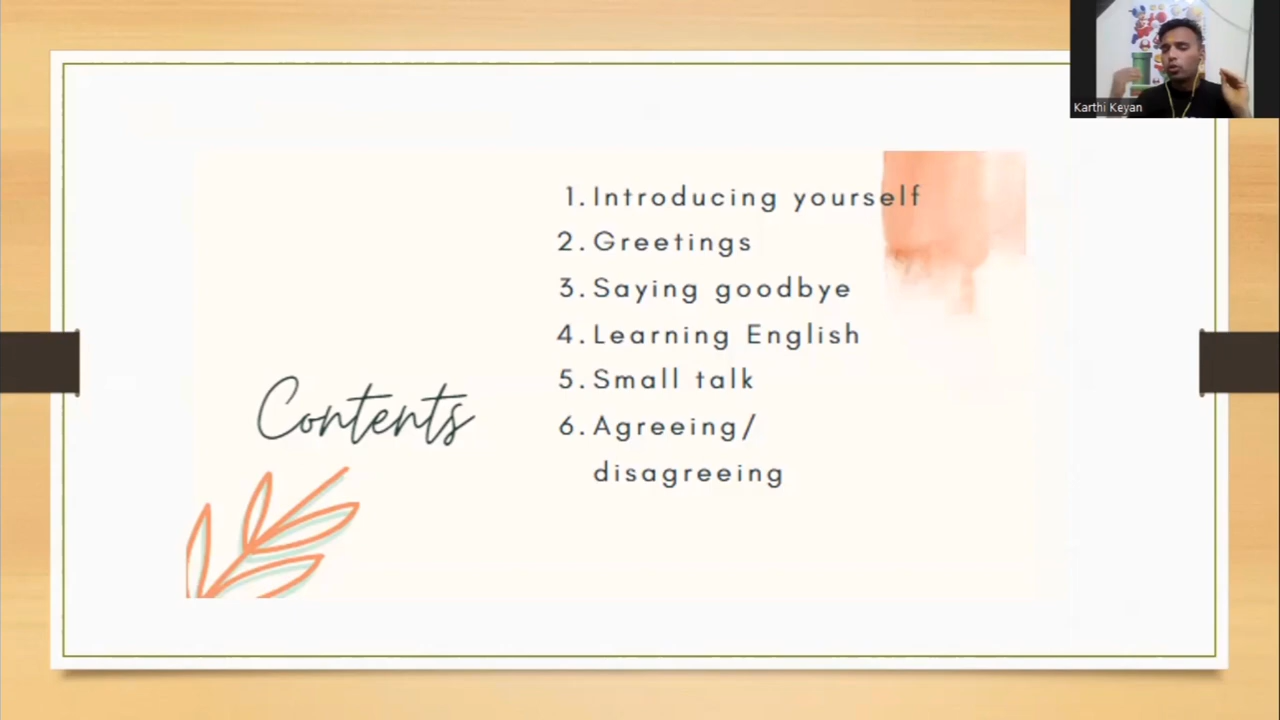 Karthi Keyan
1. Introducing yourself
2. Greetings
3. Saying goodbye
4. Learning English
5. Small talk
6. Agreeing/
disagreeing
Contents